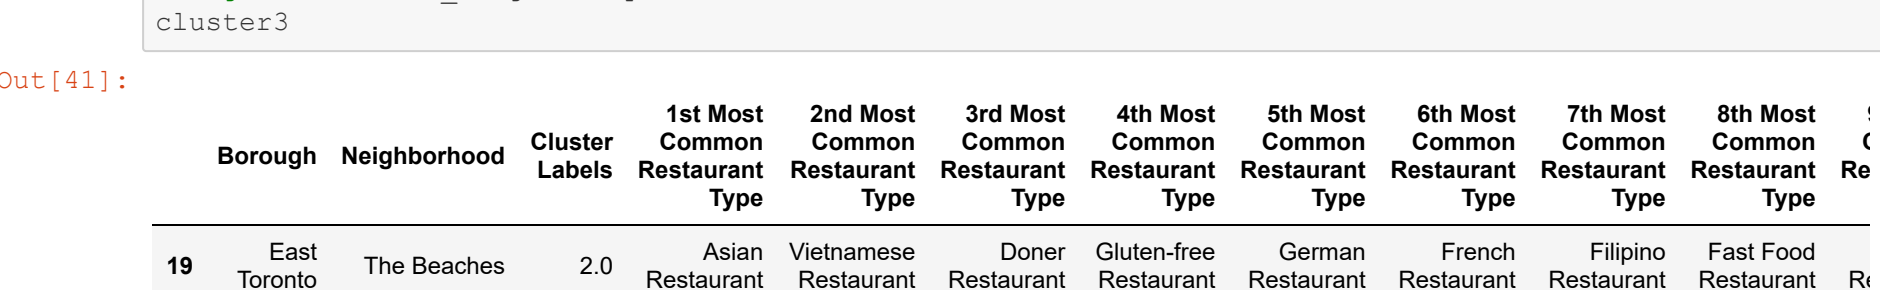 cluster3
Out[41]:
1st Most 2nd Most 3rd Most 4th Most 5th Most 6th Most 7th Most 8th Most
Common Common Common Common Common Common Common Common
Borough Neighborhood Cluster Labels Restaurant Restaurant Restaurant Restaurant Restaurant Restaurant Restaurant Restaurant Re
Type Type Type Type Type Type Type Type
19 East Toronto The Beaches 2.0 Asian Vietnamese Doner Gluten-free German French Filipino Fast Food
Restaurant Restaurant Restaurant Restaurant Restaurant Restaurant Restaurant Restaurant Re